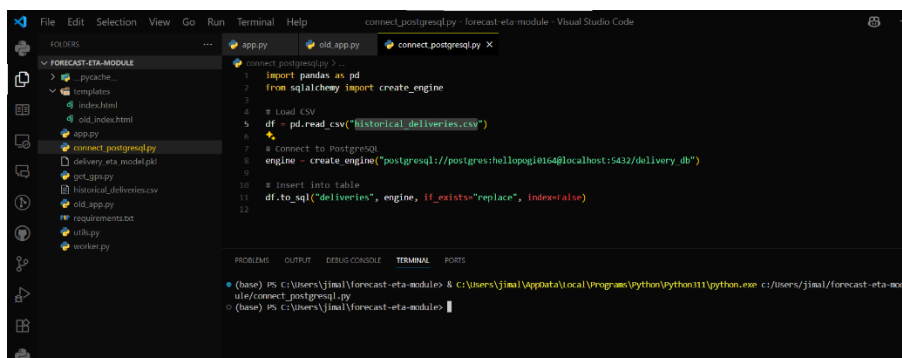 File Edit Selection View Go Run Terminal Help
connect_postgresql.py - forecast-eta-module - Visual Studio Code
FOLDERS ...
FORECAST-ETA-MODULE
__pycache__
templates
index.html
old_index.html
app.py
connect_postgresql.py
delivery_eta_model.pkl
get_gps.py
historical_deliveries.csv
old_app.py
requirements.txt
utils.py
worker.py
app.py old_app.py connect_postgresql.py
connect_postgresql.py > ...
1 import pandas as pd
2 from sqlalchemy import create_engine
3
4 # Load CSV
5 df = pd.read_csv("historical_deliveries.csv")
6
7 # Connect to PostgreSQL
8 engine = create_engine("postgresql://postgres:hellopogi0164@localhost:5432/delivery_db")
9
10 # Insert into table
11 df.to_sql("deliveries", engine, if_exists="replace", index=False)
12
PROBLEMS OUTPUT DEBUG CONSOLE TERMINAL PORTS
(base) PS C:\Users\jimal\forecast-eta-module> & C:\Users\jimal\AppData\Local\Programs\Python\Python311\python.exe c:/Users/jimal/forecast-eta-mod
ule/connect_postgresql.py
(base) PS C:\Users\jimal\forecast-eta-module>